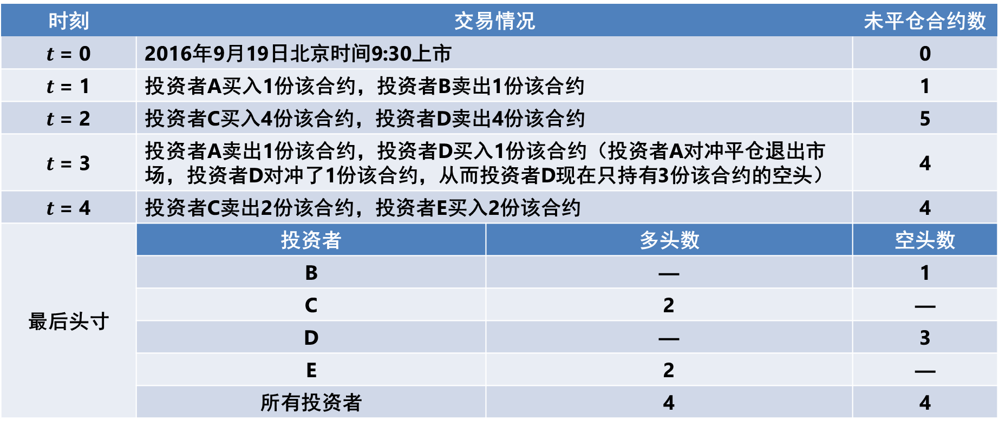 时刻 交易情况 未平仓合约数
t = 0 2016年9月19日北京时间9:30上市 0
t = 1 投资者A买入1份该合约，投资者B卖出1份该合约 1
t = 2 投资者C买入4份该合约，投资者D卖出4份该合约 5
t = 3 投资者A卖出1份该合约，投资者D买入1份该合约（投资者A对冲平仓退出市 4
场，投资者D对冲了1份该合约，从而投资者D现在只持有3份该合约的空头）
t = 4 投资者C卖出2份该合约，投资者E买入2份该合约 4
最后头寸 投资者 多头数 空头数
B — 1
C 2 —
D — 3
E 2 —
所有投资者 4 4